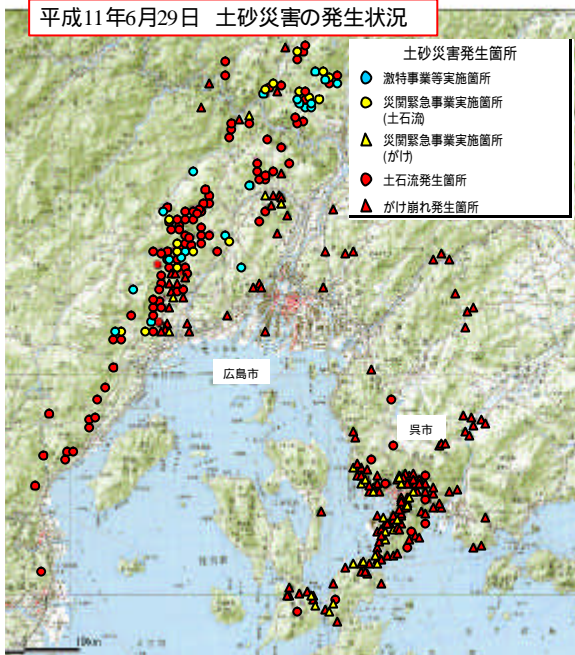 平成11年6月29日 土砂災害の発生状況
土砂災害発生箇所
激特事業等実施箇所
災関緊急事業実施箇所
(土石流)
災関緊急事業実施箇所
(がけ)
土石流発生箇所
がけ崩れ発生箇所
広島市
呉市
10km